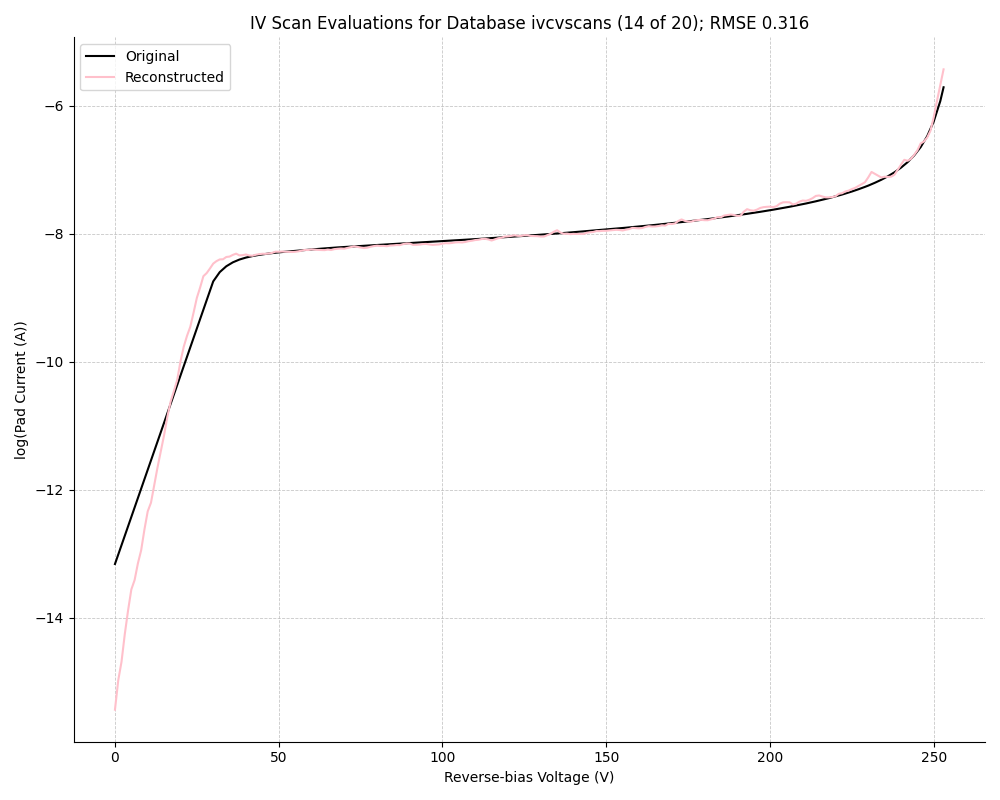 IV Scan Evaluations for Database ivcvscans (14 of 20); RMSE 0.316
Original
Reconstructed
log(Pad Current (A))
−6
−8
−10
−12
−14
0
50
100
150
200
250
Reverse-bias Voltage (V)